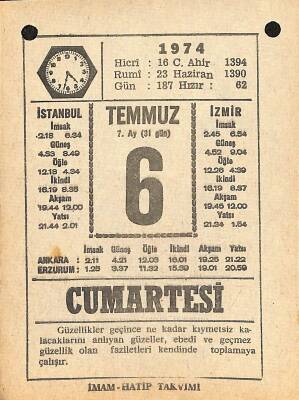 1974
Hicrî : 16 C. Ahir 1394
Rumî : 23 Haziran 1390
Gün : 187 Hızır : 62
İSTANBUL
İmsak
2.18 6.34
Güneş
4.33 8.49
Öğle
12.18 4.34
İkindi
16.19 8.35
Akşam
19.44 12.00
Yatsı
21.44 2.01
TEMMUZ
7. Ay (31 gün)
6
İZMİR
İmsak
2.45 6.54
Güneş
4.52 9.04
Öğle
12.26 4.39
İkindi
16.19 8.37
Akşam
19.48 12.00
Yatsı
21.34 1.54
İmsak Güneş Öğle İkindi Akşam Yatsı
ANKARA : 2.11 4.21 12.03 16.01 19.26 21.22
ERZURUM : 1.25 3.37 11.32 15.39 19.01 20.59
CUMARTESİ
Güzellikler geçince ne kadar kıymetsiz ka-
lacaklarını anlıyan güzeller, ebedî ve geçmez
güzellik olan faziletleri kendinde toplamaya
çalışır.
İMAM-HATİP TAKVİMİ